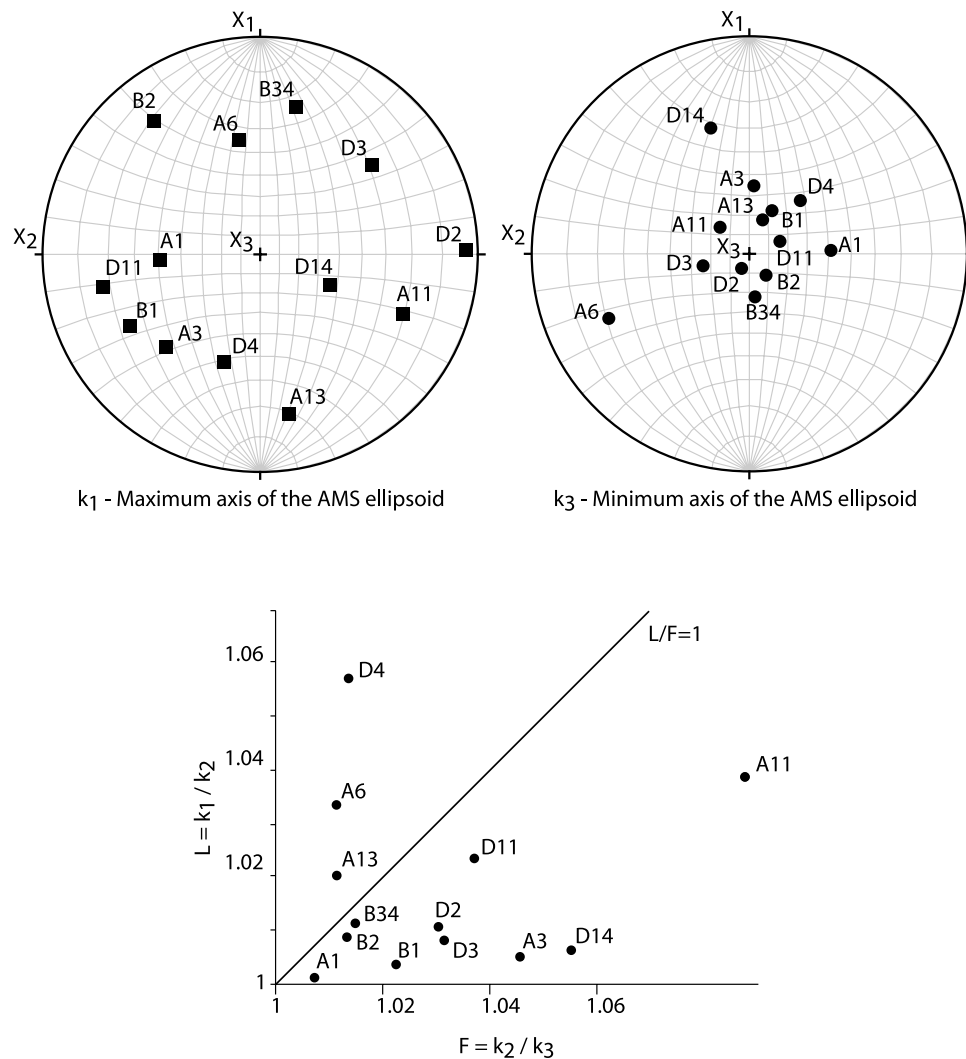 X1
B2
B34
A6
D3
X2
X3
D2
A1
D11
D14
A11
B1
A3
D4
A13
k1 - Maximum axis of the AMS ellipsoid
X1
D14
A3
D4
A13
B1
A11
X2
X3
A1
D11
D3
D2
B2
B34
A6
k3 - Minimum axis of the AMS ellipsoid
L/F=1
1.06
D4
1.04
A11
A6
L = k1 / k2
D11
A13
1.02
B34
D2
D14
B2
B1
D3
A3
A1
1
1
1.02
1.04
1.06
F = k2 / k3